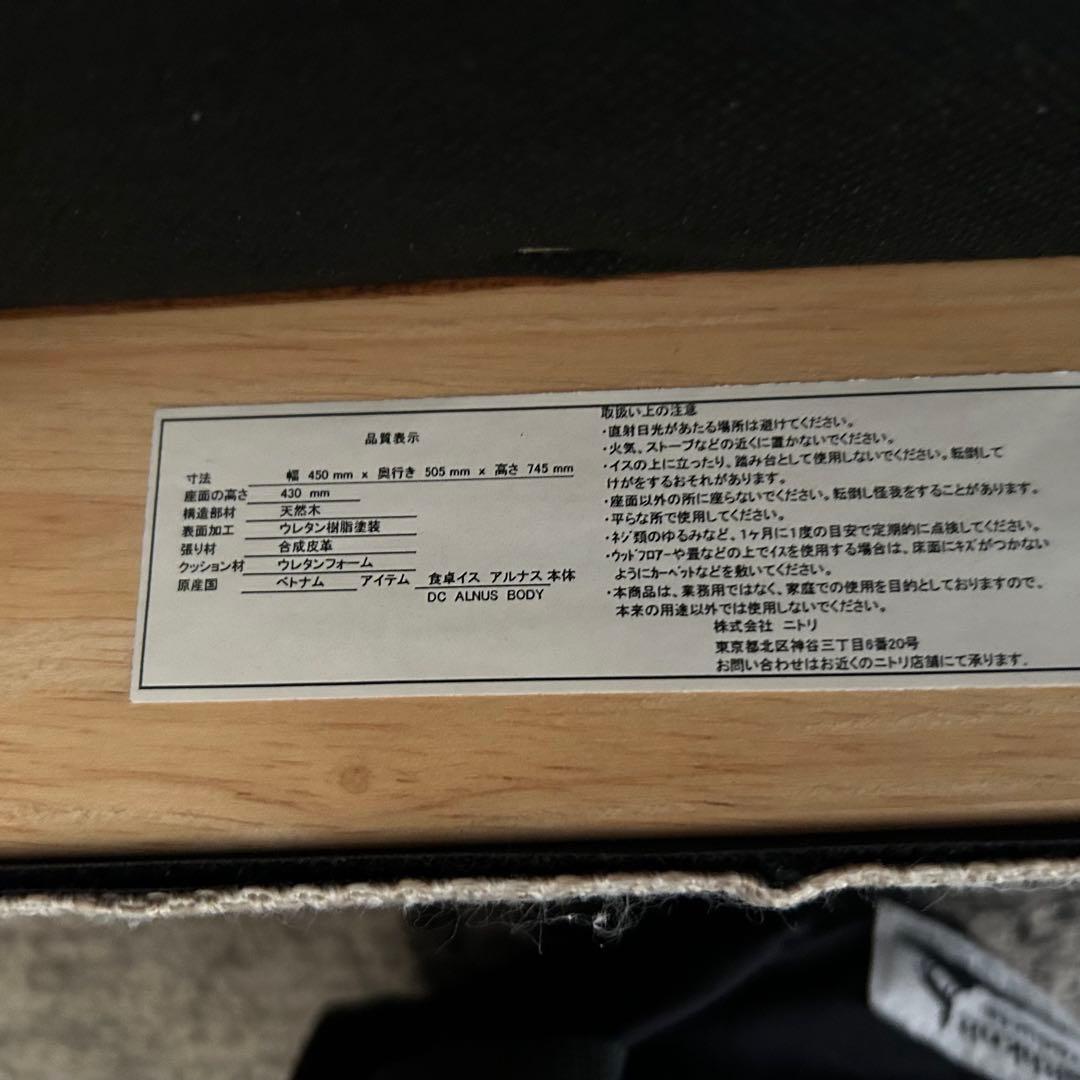 品質表示
寸法 幅 450 mm × 奥行き 505 mm × 高さ 745 mm
座面の高さ 430 mm
構造部材 天然木
表面加工 ウレタン樹脂塗装
張り材 合成皮革
クッション材 ウレタンフォーム
原産国 ベトナム アイテム 食卓イス アルナス 本体
DC ALNUS BODY
取扱い上の注意
・直射日光があたる場所は避けてください。
・火気、ストーブなどの近くに置かないでください。
・イスの上に立ったり、踏み台として使用しないでください。転倒して
けがをするおそれがあります。
・座面以外の所に座らないでください。転倒し怪我をすることがあります。
・平らな所で使用してください。
・ネジ類のゆるみなど、1ヶ月に1度の目安で定期的に点検してください。
・ウッドフロアーや畳などの上でイスを使用する場合は、床面にキズがつかない
ようにカーペットなどを敷いてください。
・本商品は、業務用ではなく、家庭での使用を目的としておりますので、
本来の用途以外では使用しないでください。
株式会社 ニトリ
東京都北区神谷三丁目6番20号
お問い合わせはお近くのニトリ店舗にて承ります。